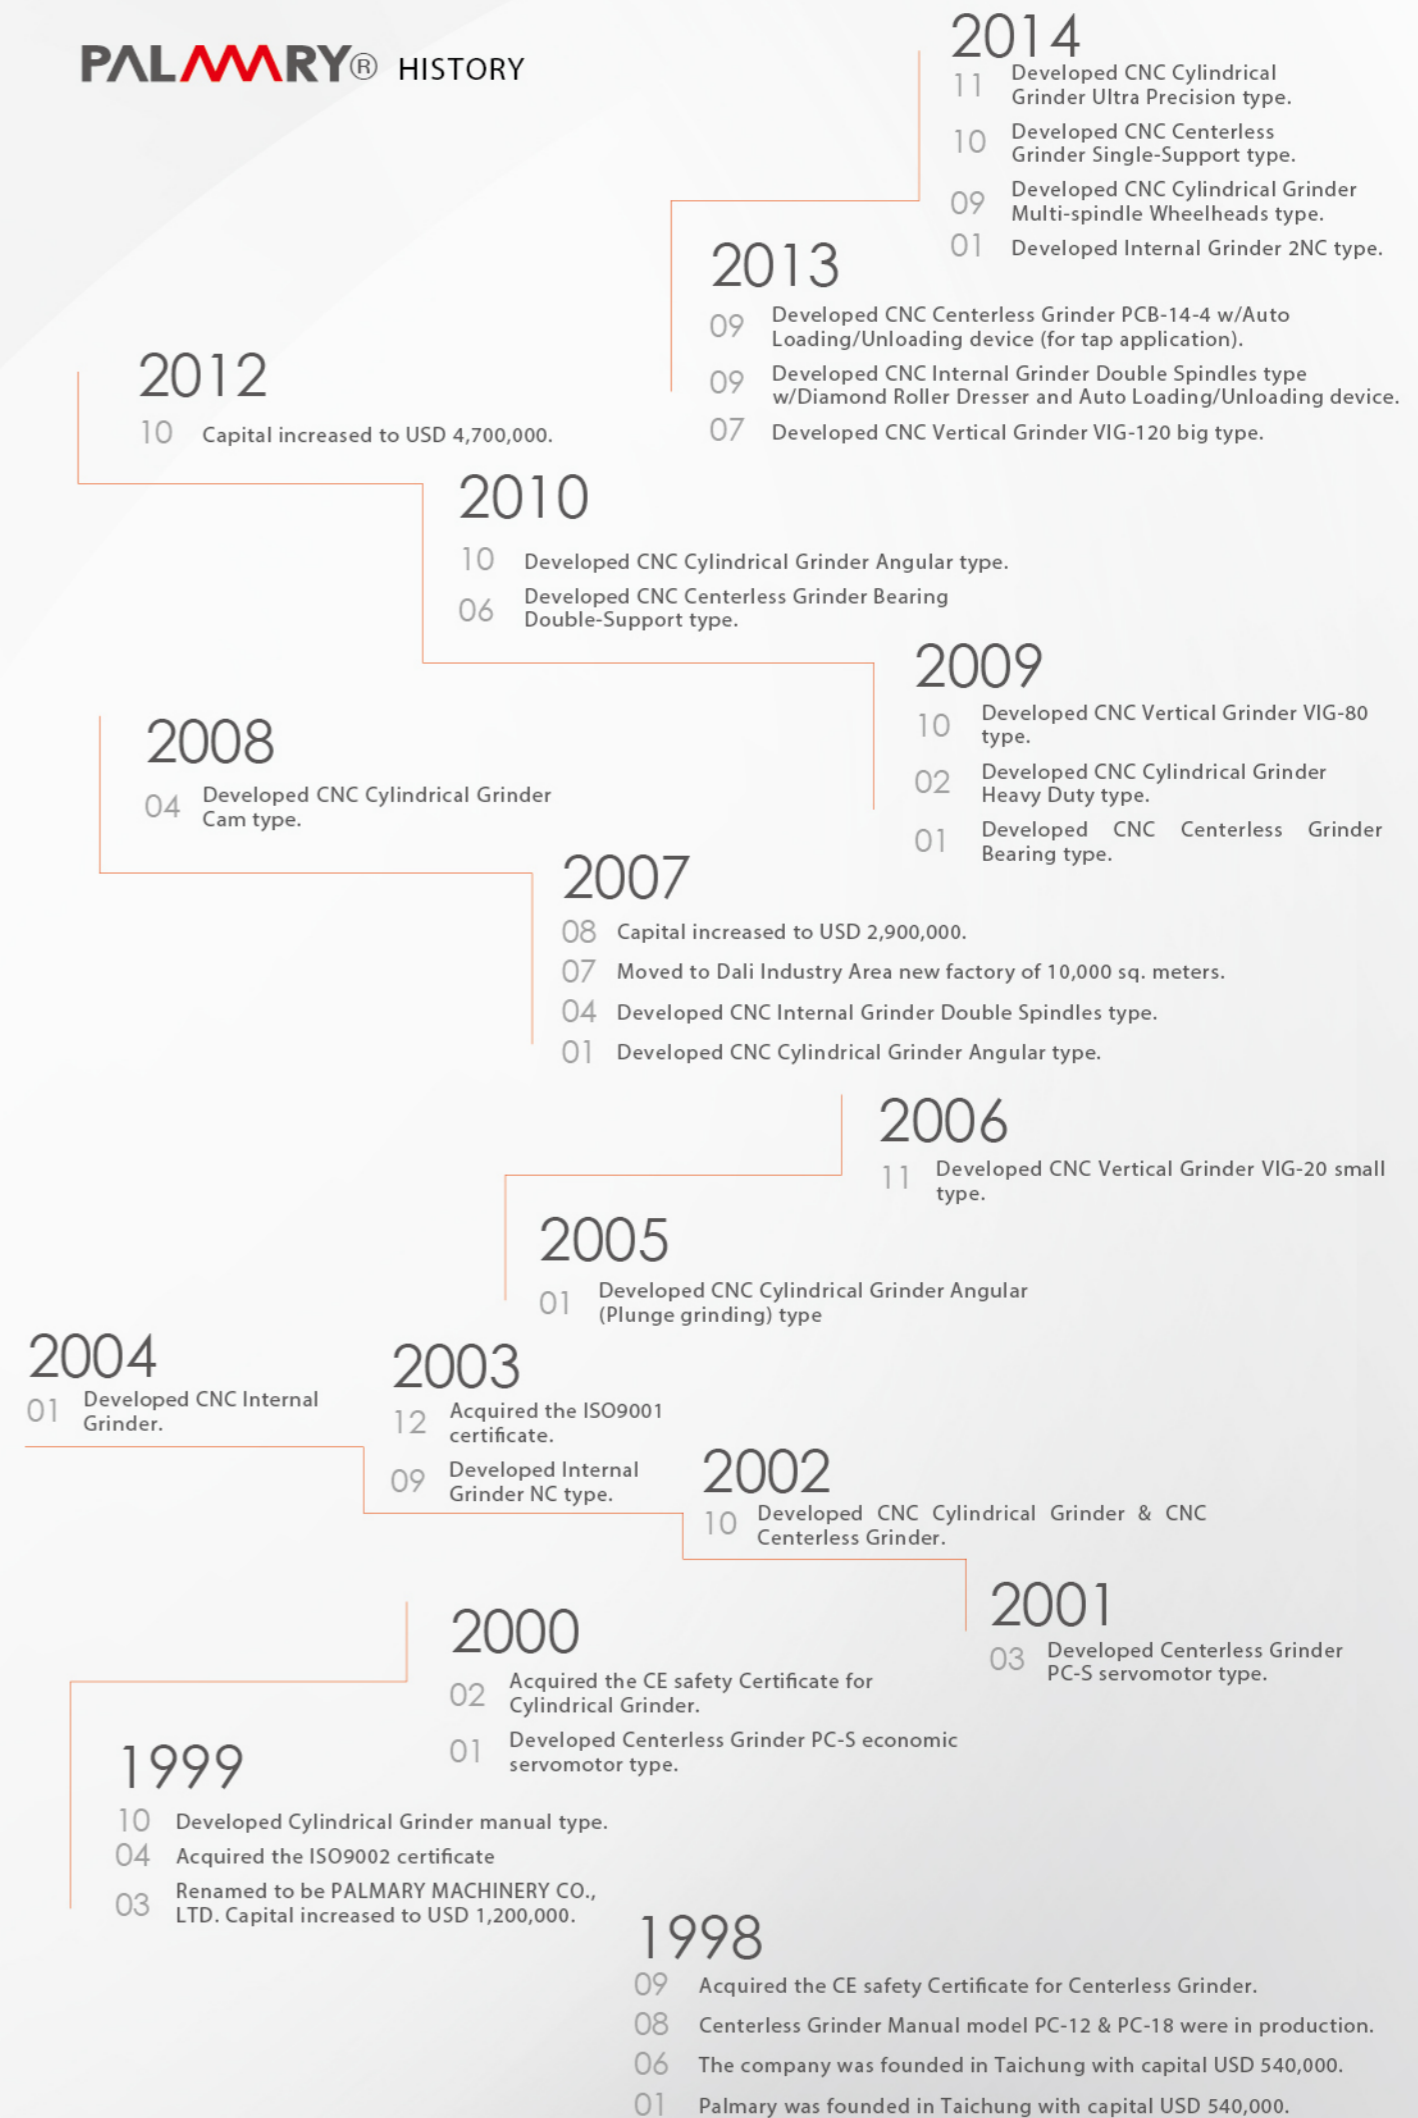 PALMARY® HISTORY
2014
11 Developed CNC Cylindrical
Grinder Ultra Precision type.
10 Developed CNC Centerless
Grinder Single-Support type.
09 Developed CNC Cylindrical Grinder
Multi-spindle Wheelheads type.
01 Developed Internal Grinder 2NC type.
2013
09 Developed CNC Centerless Grinder PCB-14-4 w/Auto
Loading/Unloading device (for tap application).
09 Developed CNC Internal Grinder Double Spindles type
w/Diamond Roller Dresser and Auto Loading/Unloading device.
07 Developed CNC Vertical Grinder VIG-120 big type.
2012
10 Capital increased to USD 4,700,000.
2010
10 Developed CNC Cylindrical Grinder Angular type.
06 Developed CNC Centerless Grinder Bearing
Double-Support type.
2009
10 Developed CNC Vertical Grinder VIG-80
type.
02 Developed CNC Cylindrical Grinder
Heavy Duty type.
01 Developed CNC Centerless Grinder
Bearing type.
2008
04 Developed CNC Cylindrical Grinder
Cam type.
2007
08 Capital increased to USD 2,900,000.
07 Moved to Dali Industry Area new factory of 10,000 sq. meters.
04 Developed CNC Internal Grinder Double Spindles type.
01 Developed CNC Cylindrical Grinder Angular type.
2006
11 Developed CNC Vertical Grinder VIG-20 small
type.
2005
01 Developed CNC Cylindrical Grinder Angular
(Plunge grinding) type
2004
01 Developed CNC Internal
Grinder.
2003
12 Acquired the ISO9001
certificate.
09 Developed Internal
Grinder NC type.
2002
10 Developed CNC Cylindrical Grinder & CNC
Centerless Grinder.
2001
03 Developed Centerless Grinder
PC-S servomotor type.
2000
02 Acquired the CE safety Certificate for
Cylindrical Grinder.
01 Developed Centerless Grinder PC-S economic
servomotor type.
1999
10 Developed Cylindrical Grinder manual type.
04 Acquired the ISO9002 certificate
03 Renamed to be PALMARY MACHINERY CO.,
LTD. Capital increased to USD 1,200,000.
1998
09 Acquired the CE safety Certificate for Centerless Grinder.
08 Centerless Grinder Manual model PC-12 & PC-18 were in production.
06 The company was founded in Taichung with capital USD 540,000.
01 Palmary was founded in Taichung with capital USD 540,000.